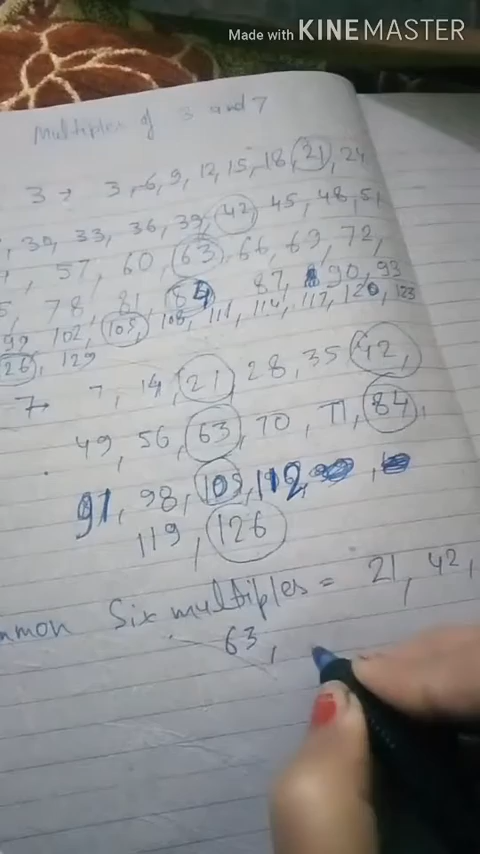 Made with KINEMASTER
Multiples of 3 and 7
3 → 3, 6, 9, 12, 15, 18, 21, 24
, 30, 33, 36, 39, 42, 45, 48, 51
, 57, 60, 63, 66, 69, 72,
, 78, 81, 84, 87, 90, 93
99, 102, 105, 108, 111, 114, 117, 120, 123
126, 129
7 → 7, 14, 21, 28, 35, 42,
49, 56, 63, 70, 77, 84,
91, 98, 105, 112,
119, 126
Six multiples = 21, 42,
63,